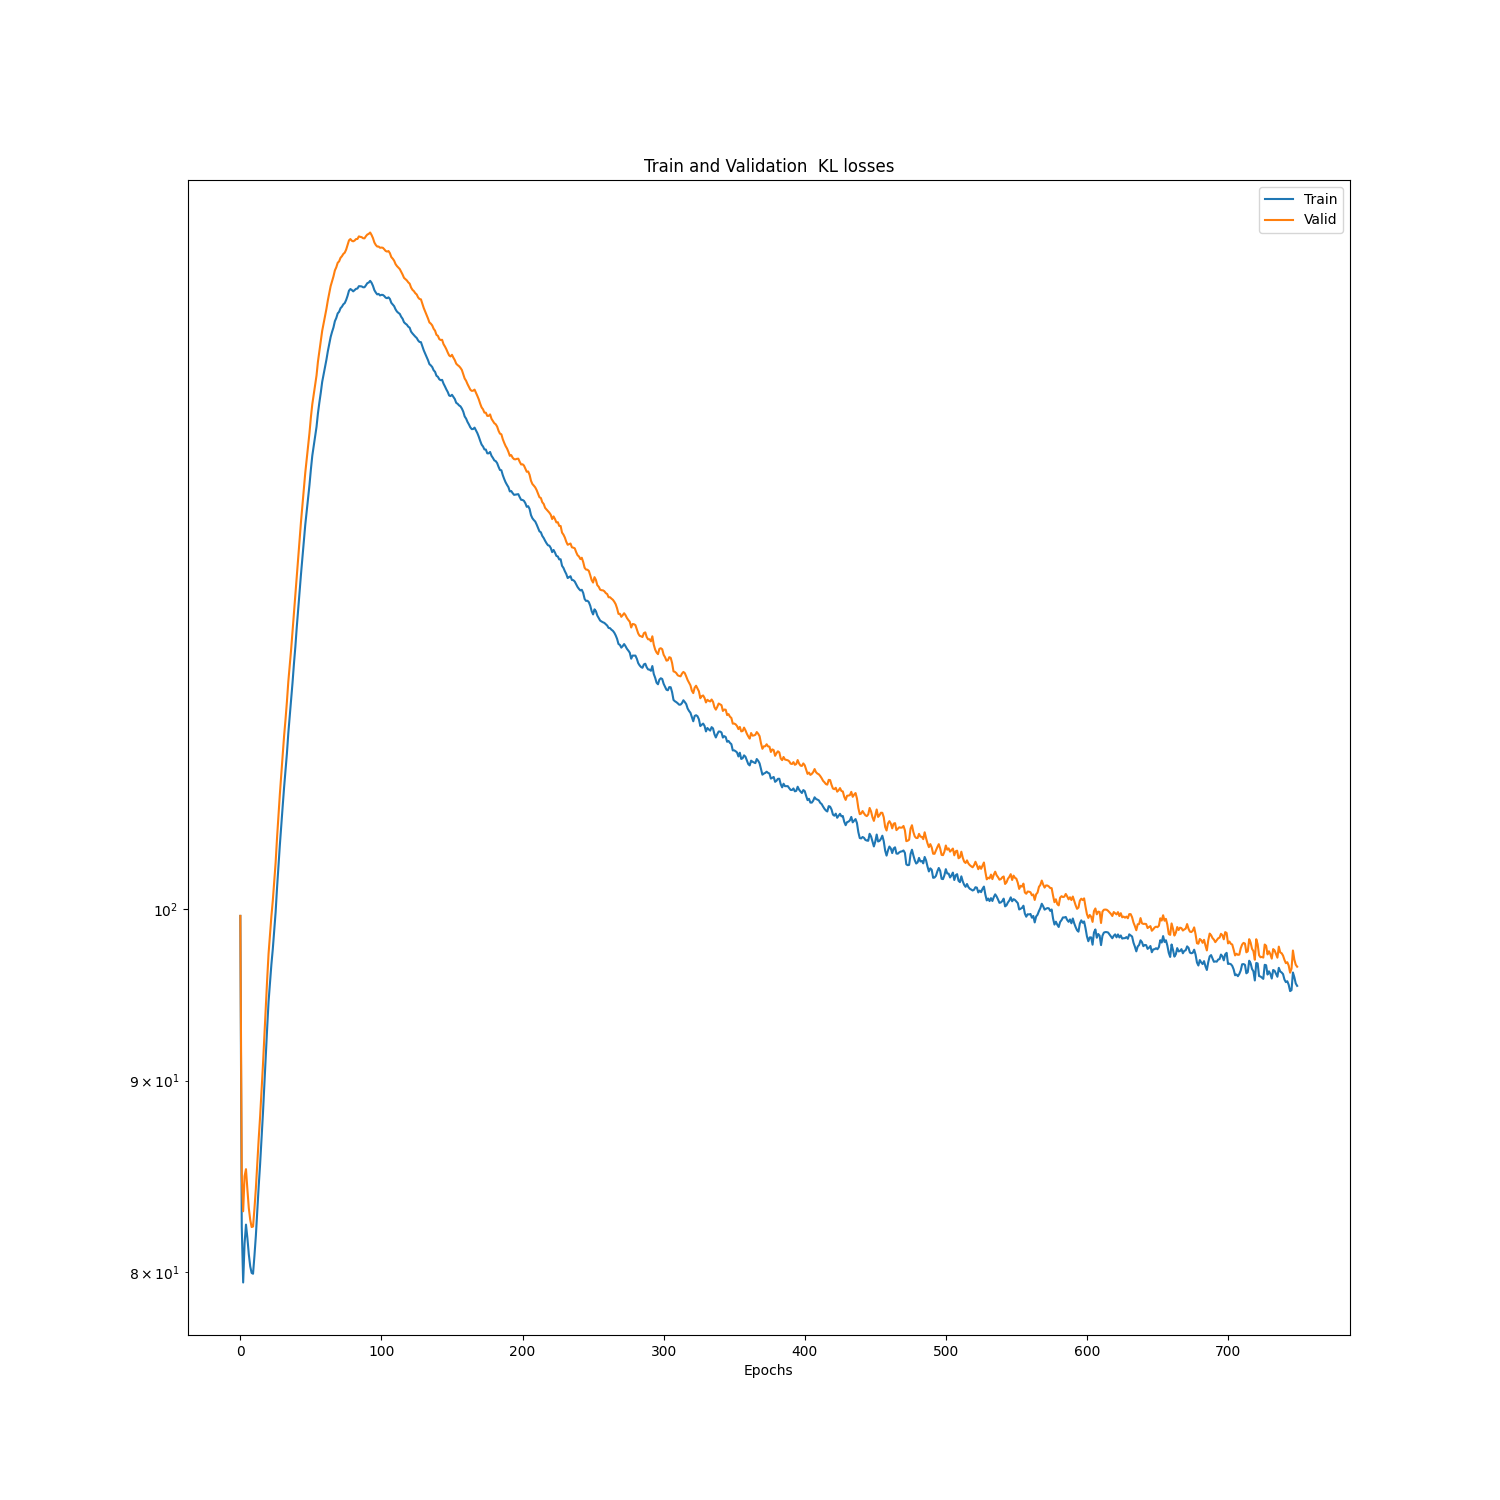 Train and Validation  KL losses
Train
Valid
10²
9 × 10¹
8 × 10¹
0 100 200 300 400 500 600 700
Epochs